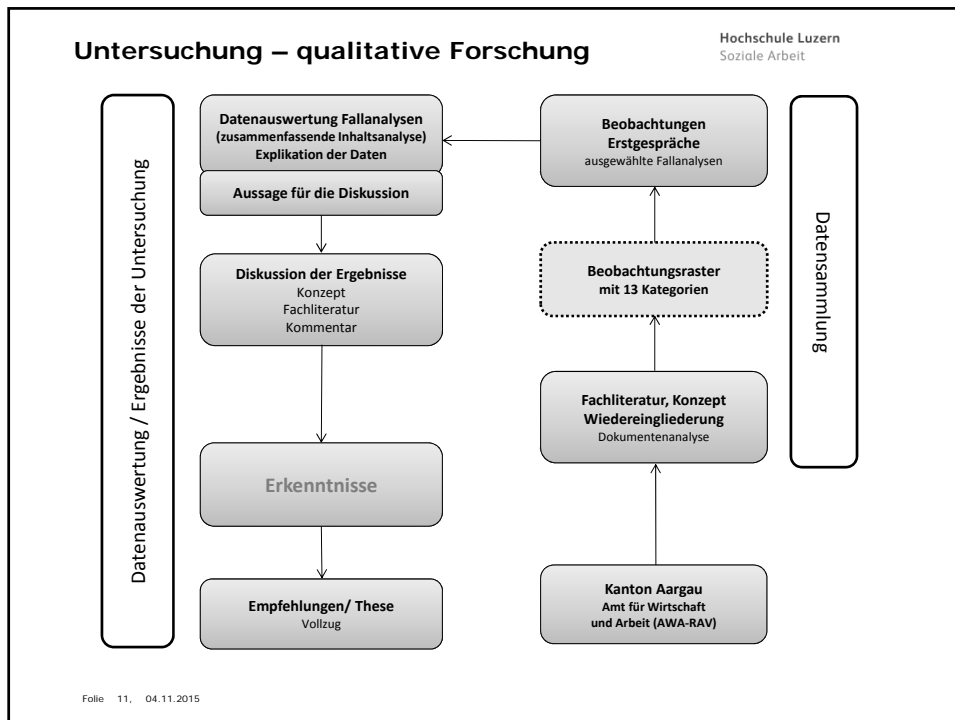 Untersuchung – qualitative Forschung
Hochschule Luzern
Soziale Arbeit
Datenauswertung / Ergebnisse der Untersuchung
Datenauswertung Fallanalysen
(zusammenfassende Inhaltsanalyse)
Explikation der Daten
Aussage für die Diskussion
Diskussion der Ergebnisse
Konzept
Fachliteratur
Kommentar
Erkenntnisse
Empfehlungen/ These
Vollzug
Beobachtungen
Erstgespräche
ausgewählte Fallanalysen
Beobachtungsraster
mit 13 Kategorien
Fachliteratur, Konzept
Wiedereingliederung
Dokumentenanalyse
Kanton Aargau
Amt für Wirtschaft
und Arbeit (AWA-RAV)
Datensammlung
Folie 11, 04.11.2015